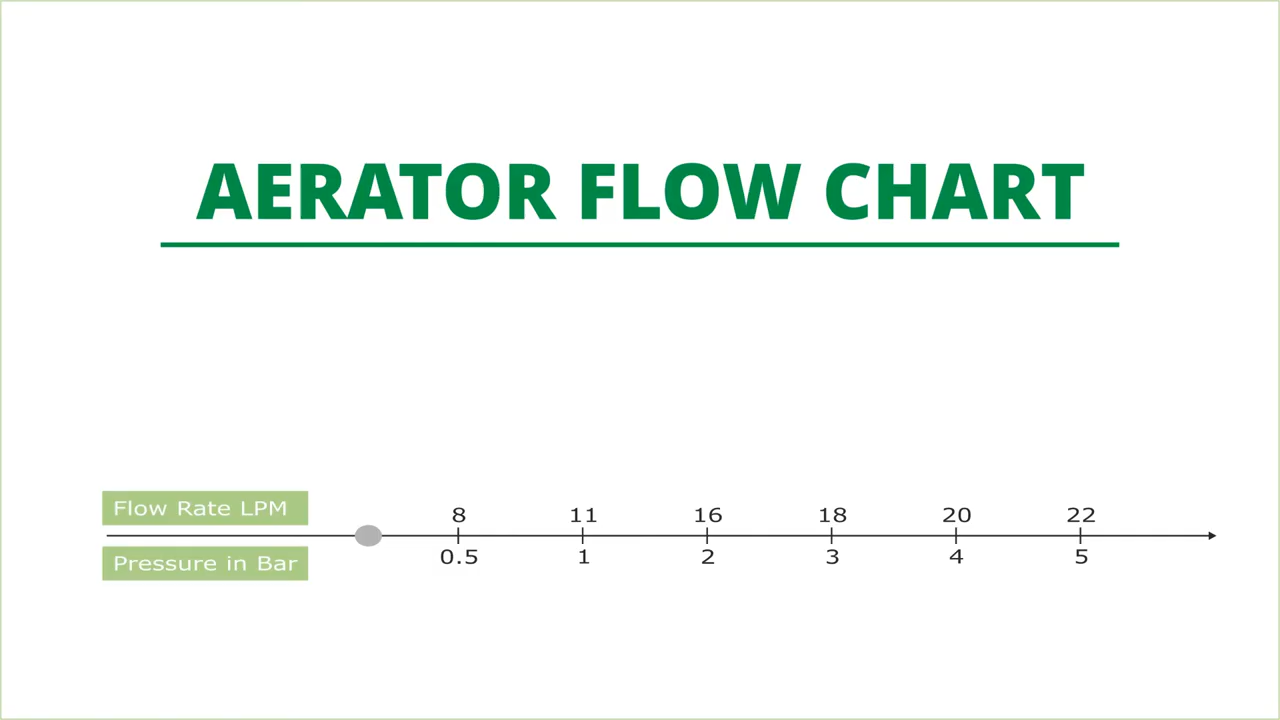 AERATOR FLOW CHART
Flow Rate LPM
8 11 16 18 20 22
Pressure in Bar
0.5 1 2 3 4 5